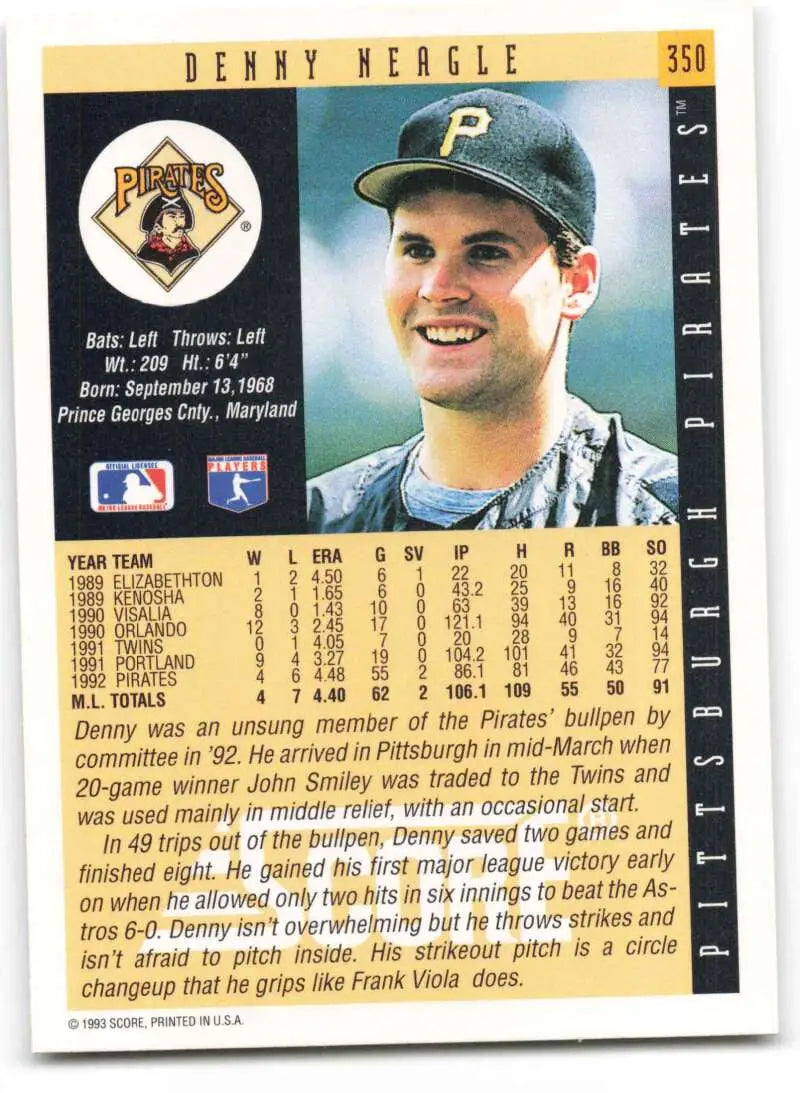 DENNY NEAGLE
350
PITTSBURGH PIRATES™
P
PIRATES
®
Bats: Left Throws: Left
Wt.: 209 Ht.: 6'4"
Born: September 13,1968
Prince Georges Cnty., Maryland
OFFICIAL LICENSEE
MAJOR LEAGUE BASEBALL
MAJOR LEAGUE BASEBALL
PLAYERS
YEAR TEAM W L ERA G SV IP H R BB SO
1989 ELIZABETHTON 1 2 4.50 6 1 22 20 11 8 32
1989 KENOSHA 2 1 1.65 6 0 43.2 25 9 16 40
1990 VISALIA 8 0 1.43 10 0 63 39 13 16 92
1990 ORLANDO 12 3 2.45 17 0 121.1 94 40 31 94
1991 TWINS 0 1 4.05 7 0 20 28 9 7 14
1991 PORTLAND 9 4 3.27 19 0 104.2 101 41 32 94
1992 PIRATES 4 6 4.48 55 2 86.1 81 46 43 77
M.L. TOTALS 4 7 4.40 62 2 106.1 109 55 50 91
Denny was an unsung member of the Pirates' bullpen by
committee in '92. He arrived in Pittsburgh in mid-March when
20-game winner John Smiley was traded to the Twins and
was used mainly in middle relief, with an occasional start.
In 49 trips out of the bullpen, Denny saved two games and
finished eight. He gained his first major league victory early
on when he allowed only two hits in six innings to beat the As-
tros 6-0. Denny isn't overwhelming but he throws strikes and
isn't afraid to pitch inside. His strikeout pitch is a circle
changeup that he grips like Frank Viola does.
SCORE®
© 1993 SCORE, PRINTED IN U.S.A.